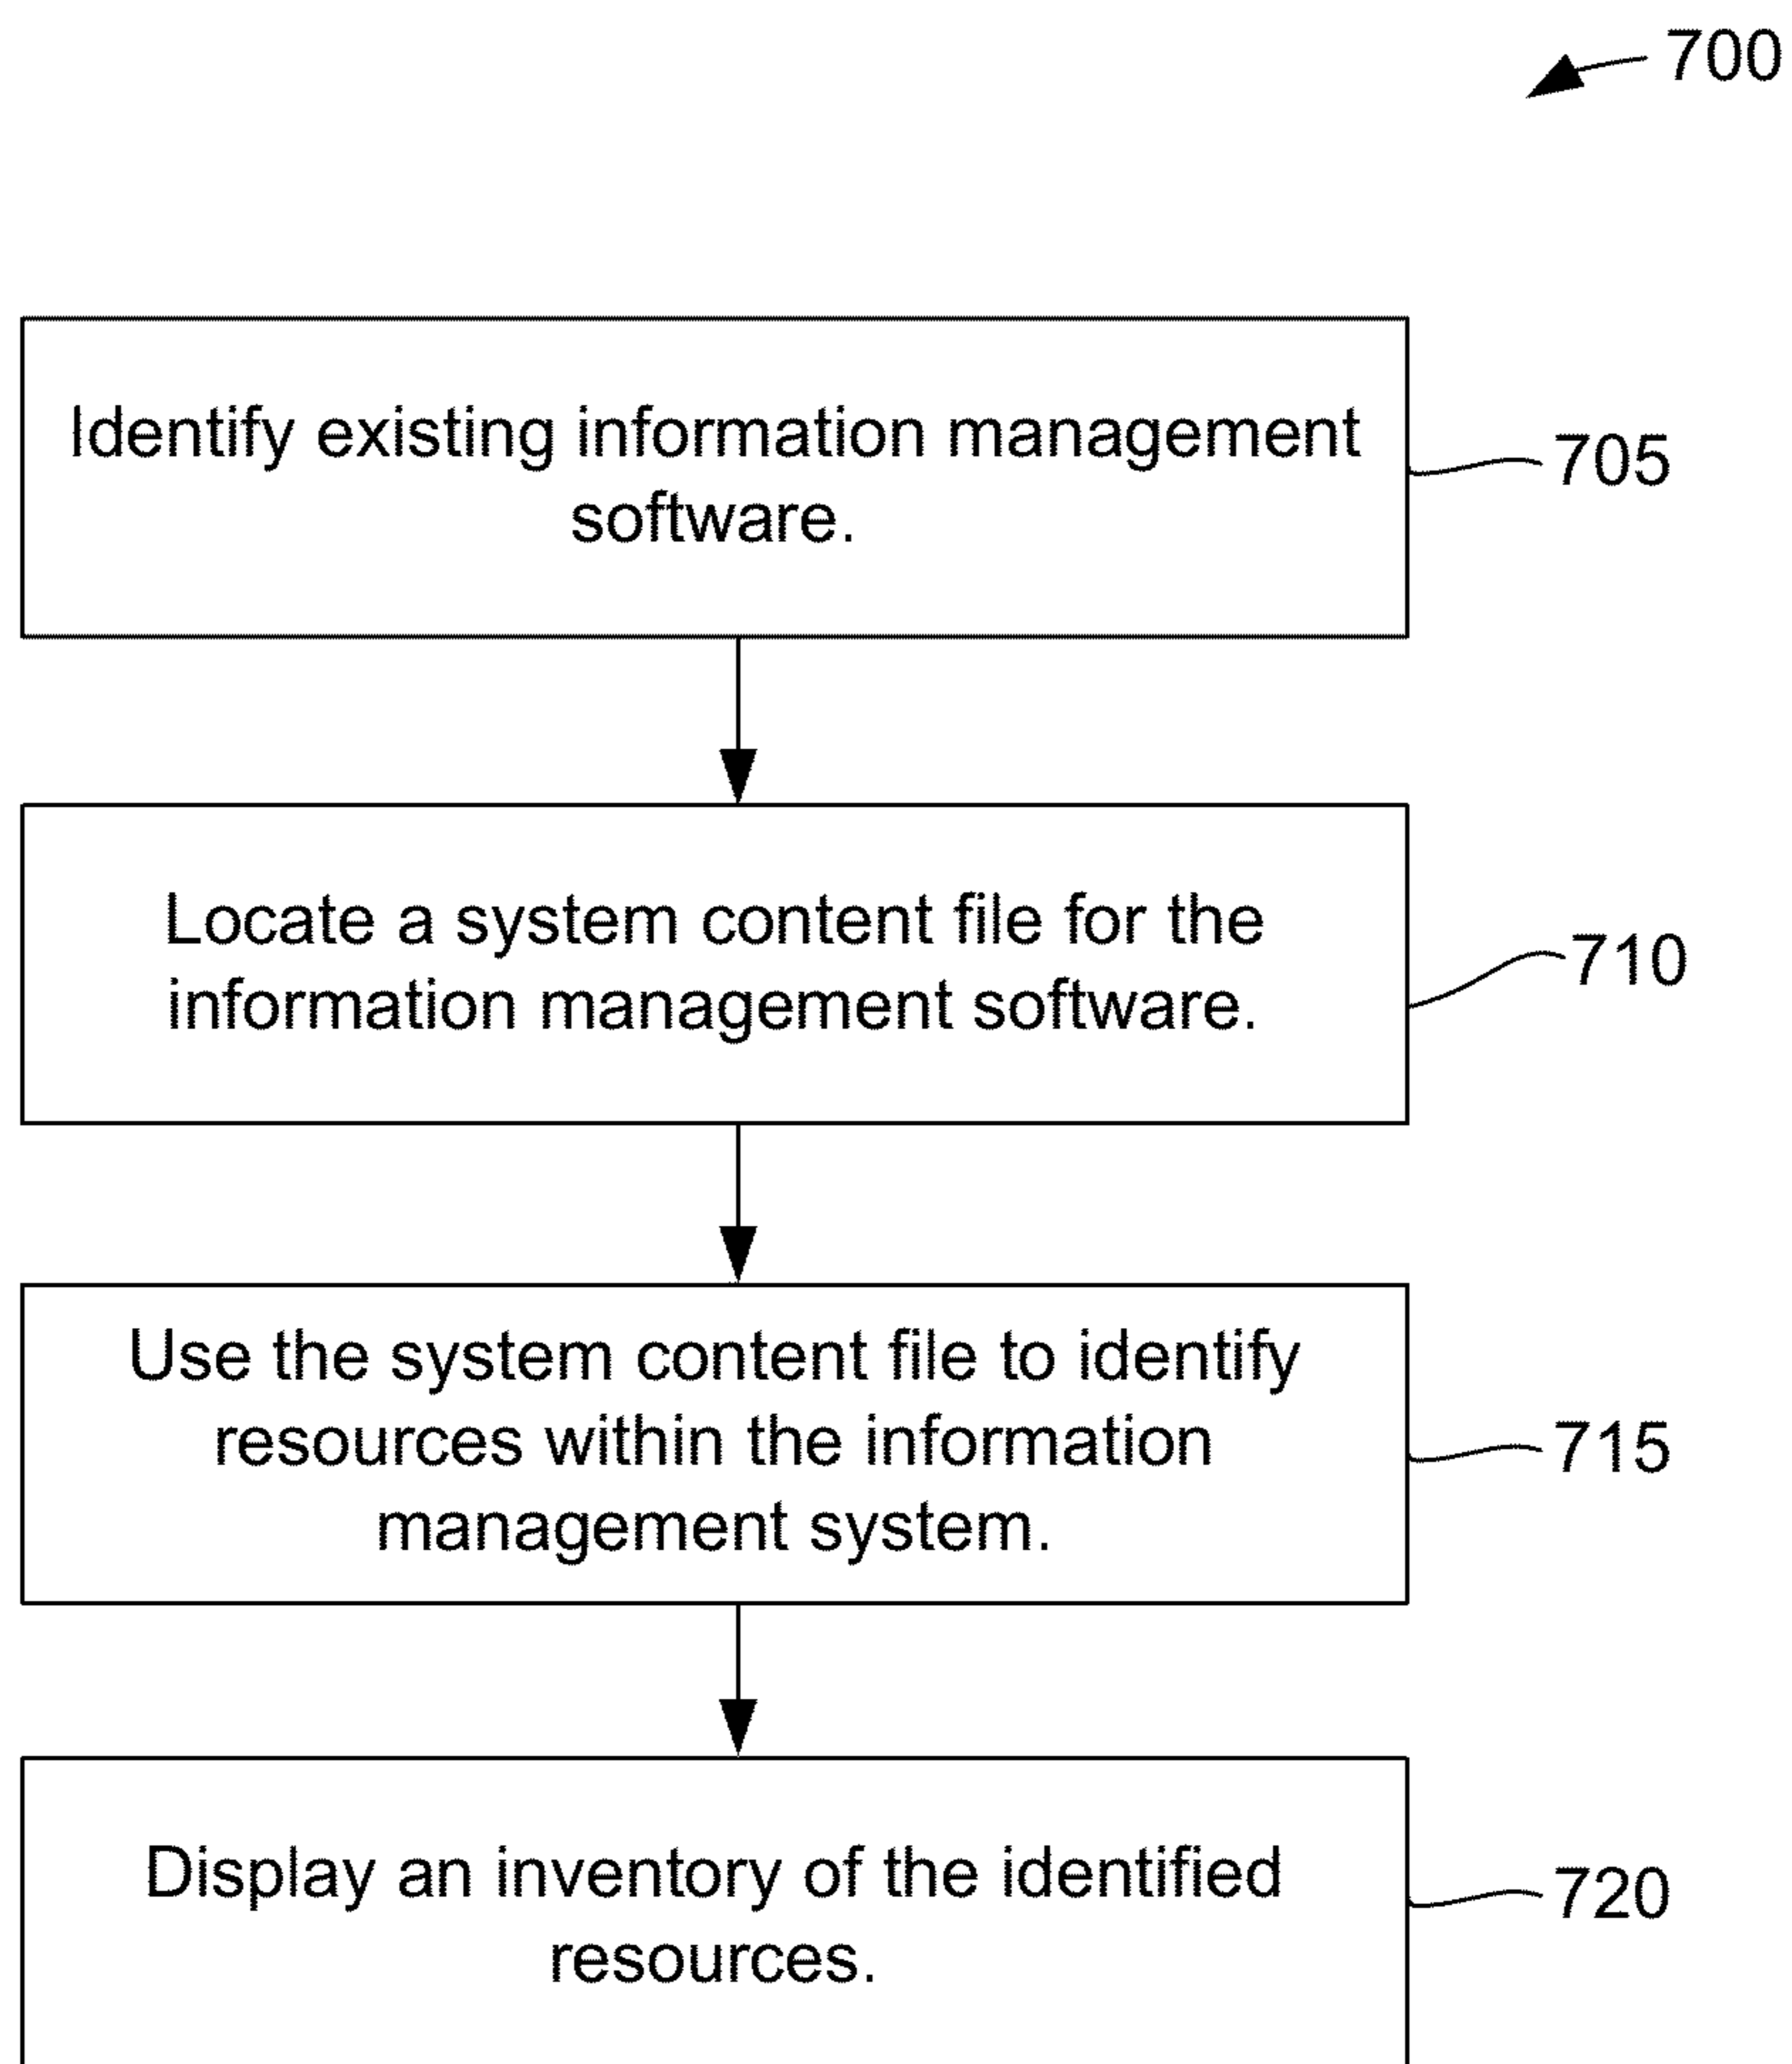 700
Identify existing information management
software.
705
Locate a system content file for the
information management software.
710
Use the system content file to identify
resources within the information
management system.
715
Display an inventory of the identified
resources.
720